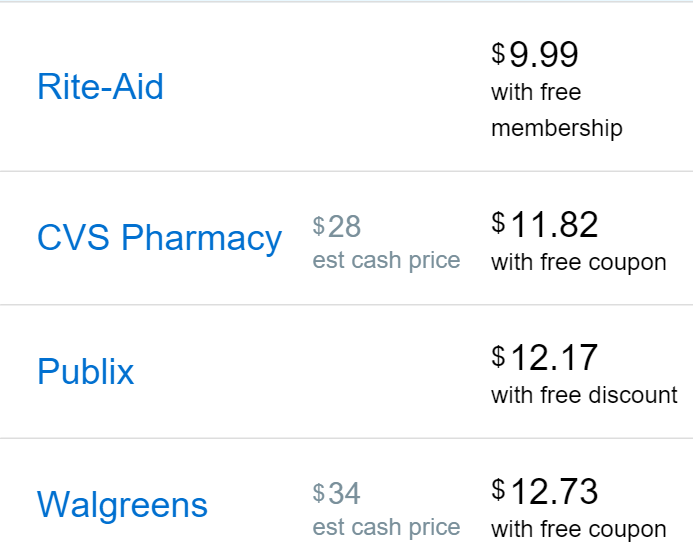 Rite-Aid
$9.99
with free
membership
CVS Pharmacy
$28
est cash price
$11.82
with free coupon
Publix
$12.17
with free discount
Walgreens
$34
est cash price
$12.73
with free coupon